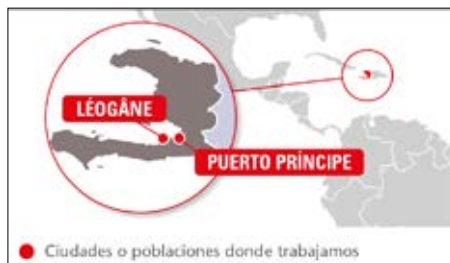 LÉOGÂNE
PUERTO PRÍNCIPE
Ciudades o poblaciones donde trabajamos